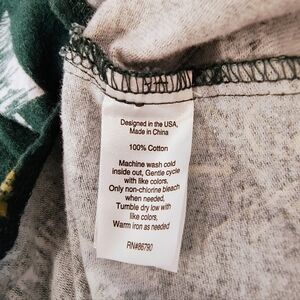 Designed in the USA,
Made in China
100% Cotton
Machine wash cold
inside out, Gentle cycle
with like colors,
Only non-chlorine bleach
when needed,
Tumble dry low with
like colors,
Warm iron as needed
RN#86790